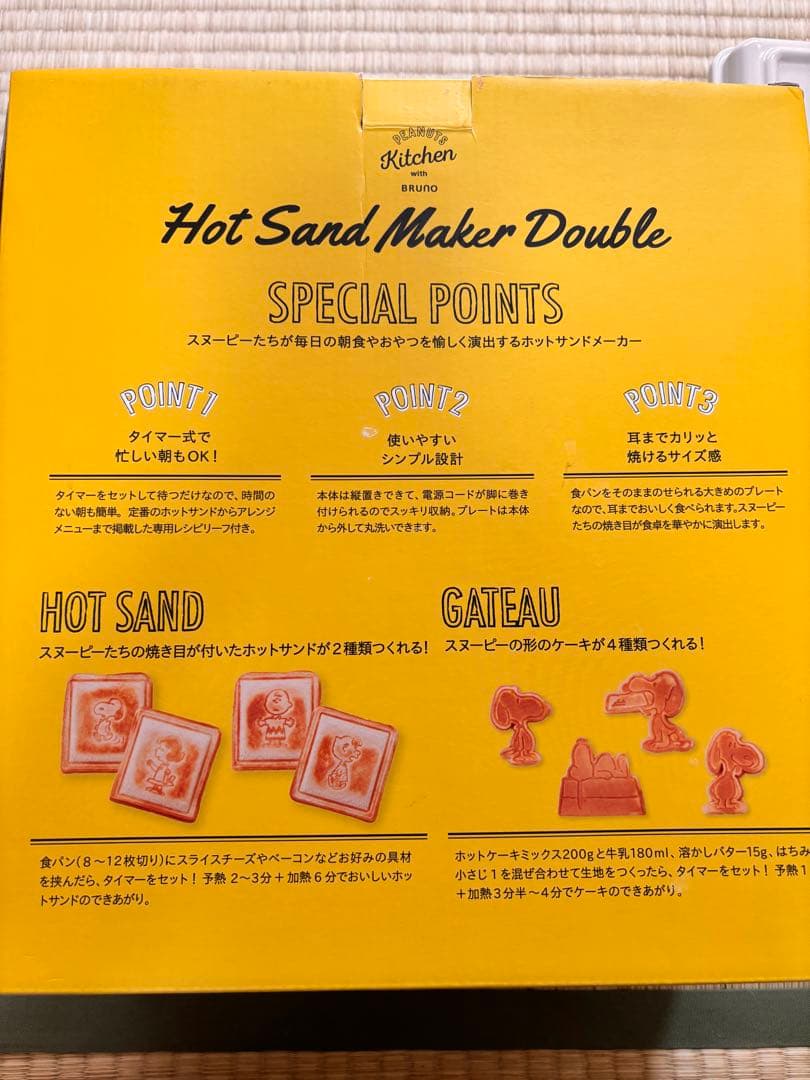 PEANUTS
Kitchen
with
BRUNO
Hot Sand Maker Double
SPECIAL POINTS
スヌーピーたちが毎日の朝食やおやつを愉しく演出するホットサンドメーカー
POINT1
タイマー式で
忙しい朝もOK！
タイマーをセットして待つだけなので、時間の
ない朝も簡単。定番のホットサンドからアレンジ
メニューまで掲載した専用レシピリーフ付き。
POINT2
使いやすい
シンプル設計
本体は縦置きできて、電源コードが脚に巻き
付けられるのでスッキリ収納。プレートは本体
から外して丸洗いできます。
POINT3
耳までカリッと
焼けるサイズ感
食パンをそのままのせられる大きめのプレート
なので、耳までおいしく食べられます。スヌーピー
たちの焼き目が食卓を華やかに演出します。
HOT SAND
スヌーピーたちの焼き目が付いたホットサンドが２種類つくれる！
食パン（８〜12枚切り）にスライスチーズやベーコンなどお好みの具材
を挟んだら、タイマーをセット！予熱 2〜3分＋加熱６分でおいしいホッ
トサンドのできあがり。
GATEAU
スヌーピーの形のケーキが４種類つくれる！
ホットケーキミックス200gと牛乳180ml、溶かしバター15g、はちみ
小さじ１を混ぜ合わせて生地をつくったら、タイマーをセット！予熱１
＋加熱３分半〜４分でケーキのできあがり。